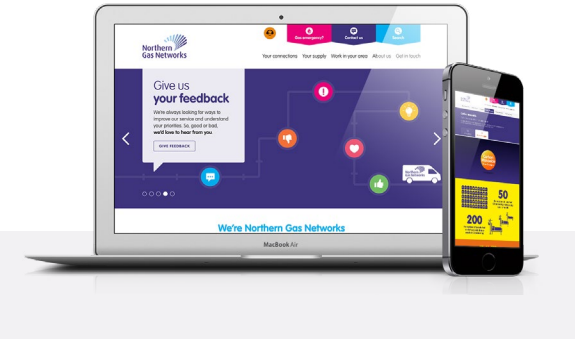 Gas emergency?
Contact us
Search
Northern
Gas Networks
Your connections Your supply Work in your area About us Get in touch
Give us
your feedback
We're always looking for ways to
improve our service and understand
your priorities. So, good or bad,
we'd love to hear from you.
GIVE FEEDBACK
Northern
Gas Networks
We're Northern Gas Networks
MacBook Air
50
200